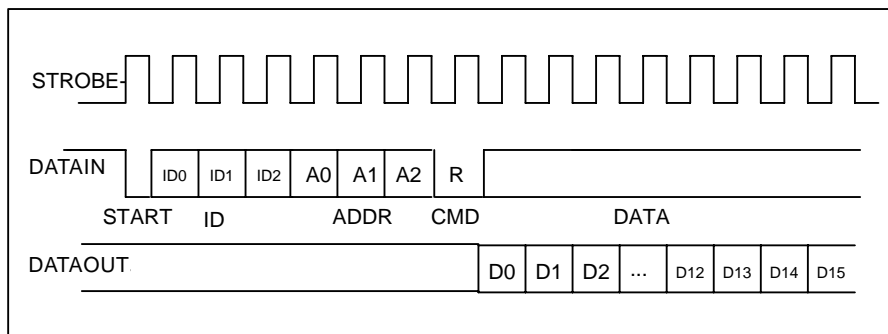 STROBE-
DATAIN ID0 ID1 ID2 A0 A1 A2 R
START ID ADDR CMD DATA
DATAOUT D0 D1 D2 ... D12 D13 D14 D15